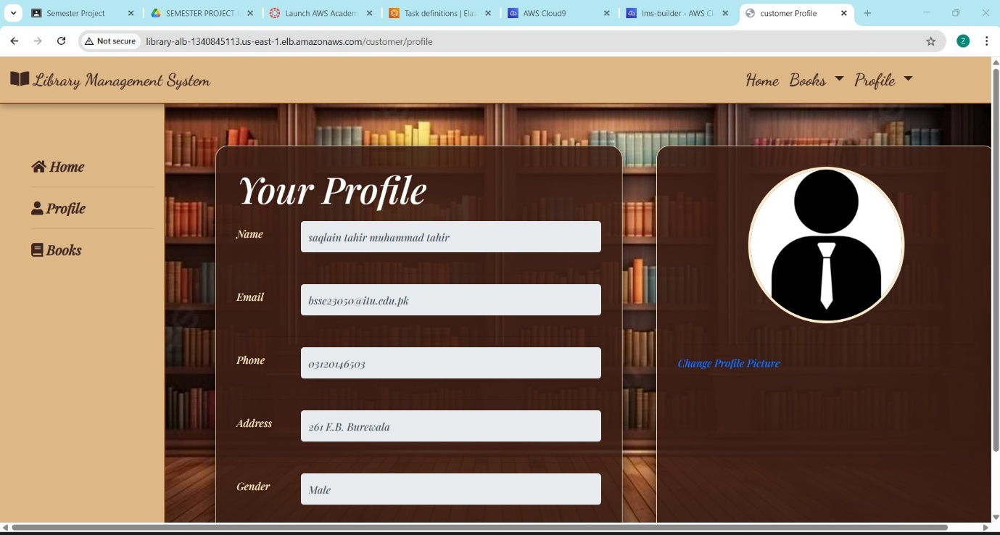 Semester Project
SEMESTER PROJECT
Launch AWS Academ
Task definitions | Elas
AWS Cloud9
lms-builder - AWS Cl
customer Profile
Not secure
library-alb-1340845113.us-east-1.elb.amazonaws.com/customer/profile
Z
Library Management System
Home Books Profile
Home
Profile
Books
Your Profile
Name
saqlain tahir muhammad tahir
Email
bsse23050@itu.edu.pk
Phone
03120146503
Address
261 E.B. Burewala
Gender
Male
Change Profile Picture